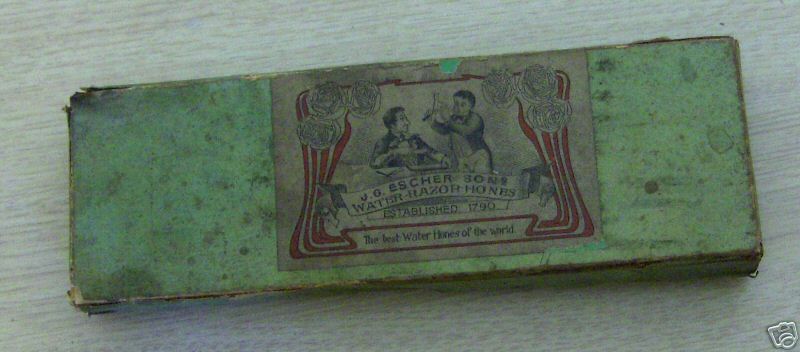 J. G. ESCHER SONS
WATER-RAZOR HONES
ESTABLISHED 1790
The best Water Hones of the world.